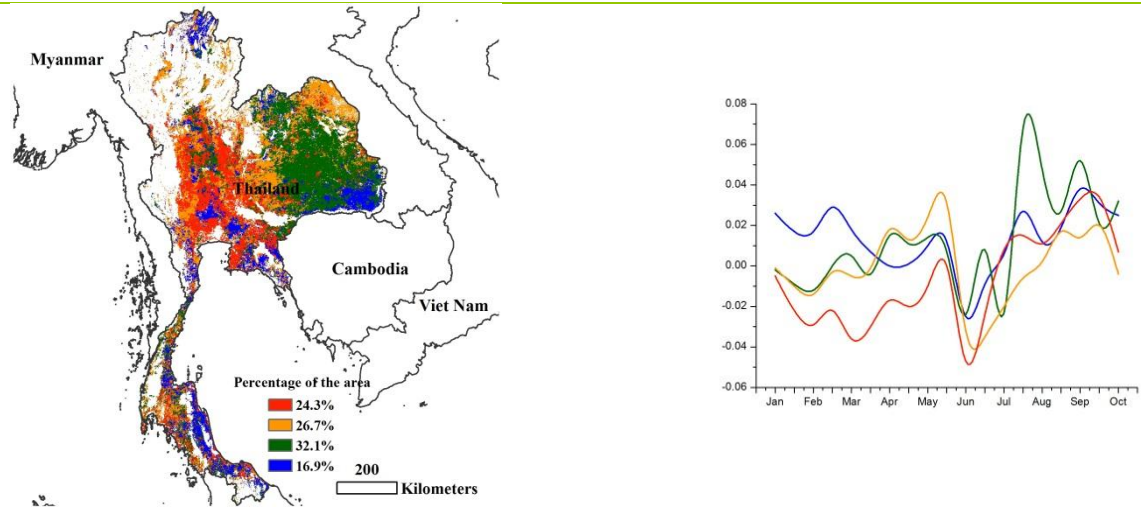 Myanmar
Thailand
Cambodia
Viet Nam
Percentage of the area
24.3%
26.7%
32.1%
16.9%
200
Kilometers
0.08
0.06
0.04
0.02
0.00
-0.02
-0.04
-0.06
Jan Feb Mar Apr May Jun Jul Aug Sep Oct